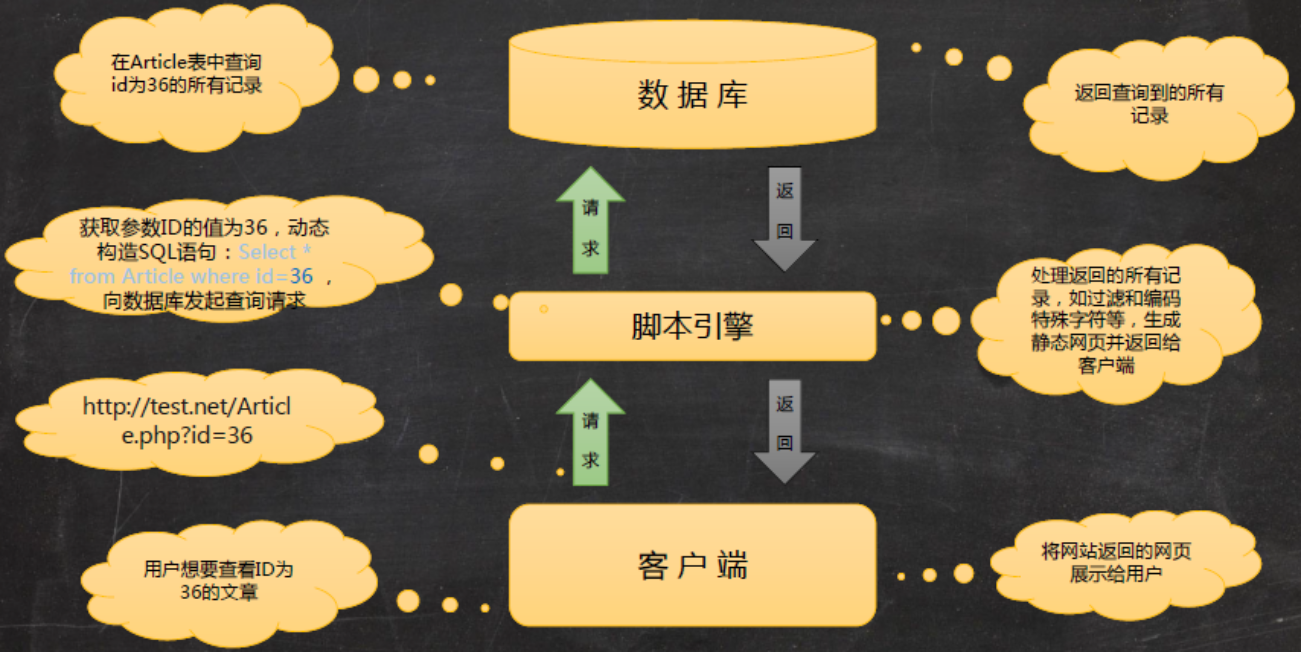 在Article表中查询
id为36的所有记录
数 据 库
返回查询到的所有
记录
请
求
返
回
获取参数ID的值为36，动态
构造SQL语句：Select *
from Article where id=36 ，
向数据库发起查询请求
脚本引擎
处理返回的所有记
录，如过滤和编码
特殊字符等，生成
静态网页并返回给
客户端
http://test.net/Articl
e.php?id=36
请
求
返
回
用户想要查看ID为
36的文章
客 户 端
将网站返回的网页
展示给用户